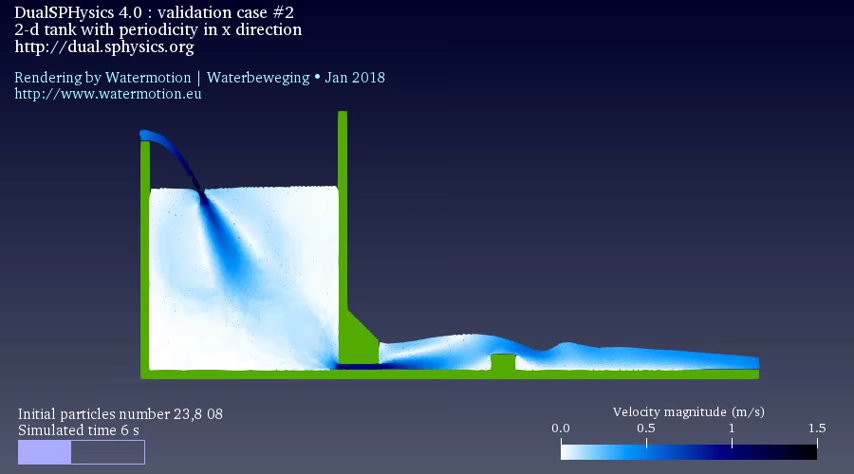 DualSPHysics 4.0 : validation case #2
2-d tank with periodicity in x direction
http://dual.sphysics.org
Rendering by Watermotion | Waterbeweging • Jan 2018
http://www.watermotion.eu
Initial particles number 23,8 08
Simulated time 6 s
Velocity magnitude (m/s)
0.0 0.5 1 1.5